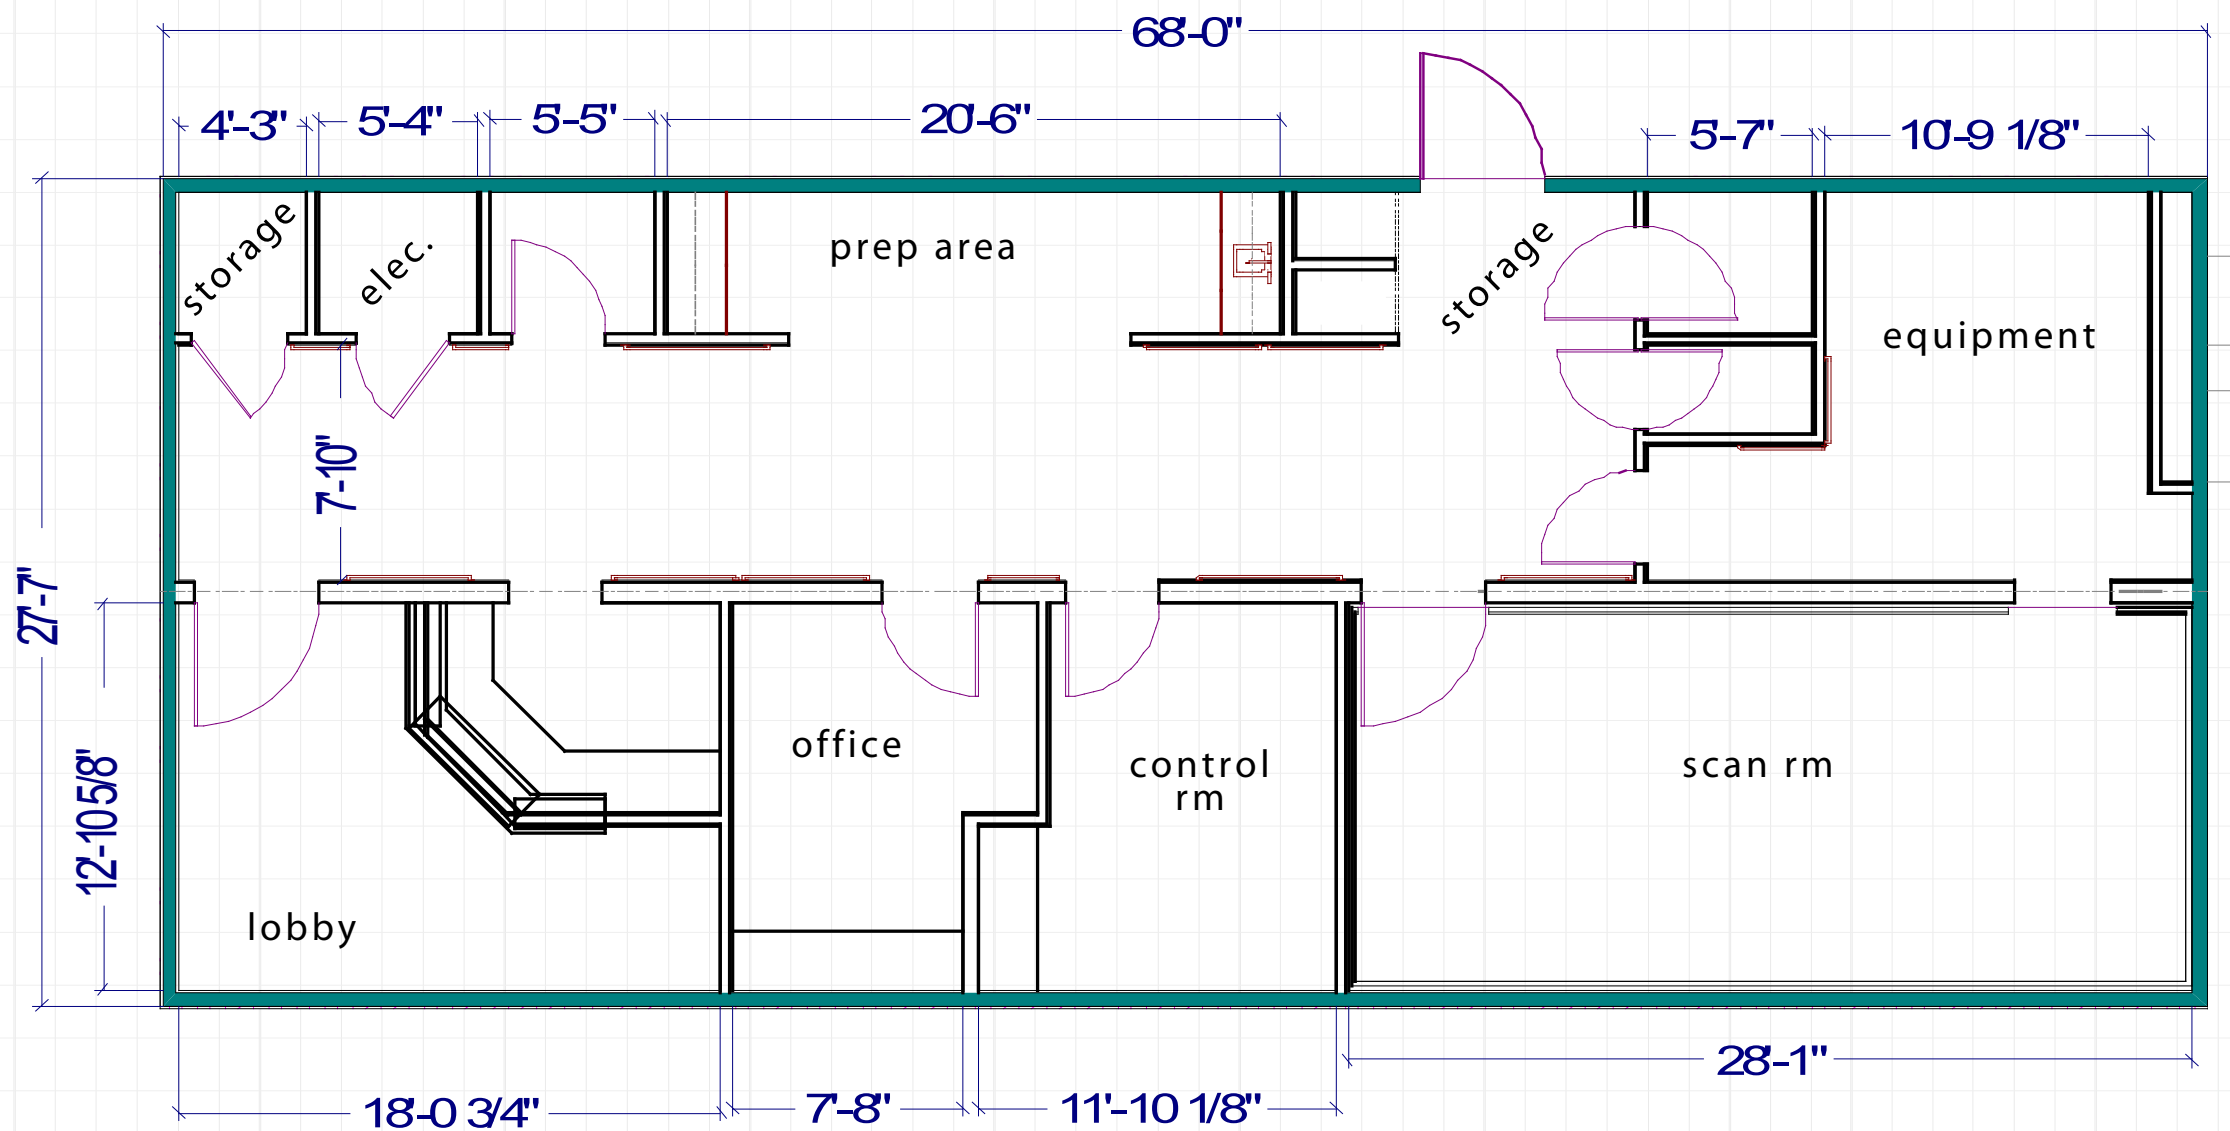 68'-0"
4'-3"
5'-4"
5'-5"
20'-6"
5'-7"
10'-9 1/8"
storage
elec.
prep area
storage
equipment
7'-10"
27'-7"
12'-10 5/8"
office
control
rm
scan rm
lobby
28'-1"
18'-0 3/4"
7'-8"
11'-10 1/8"